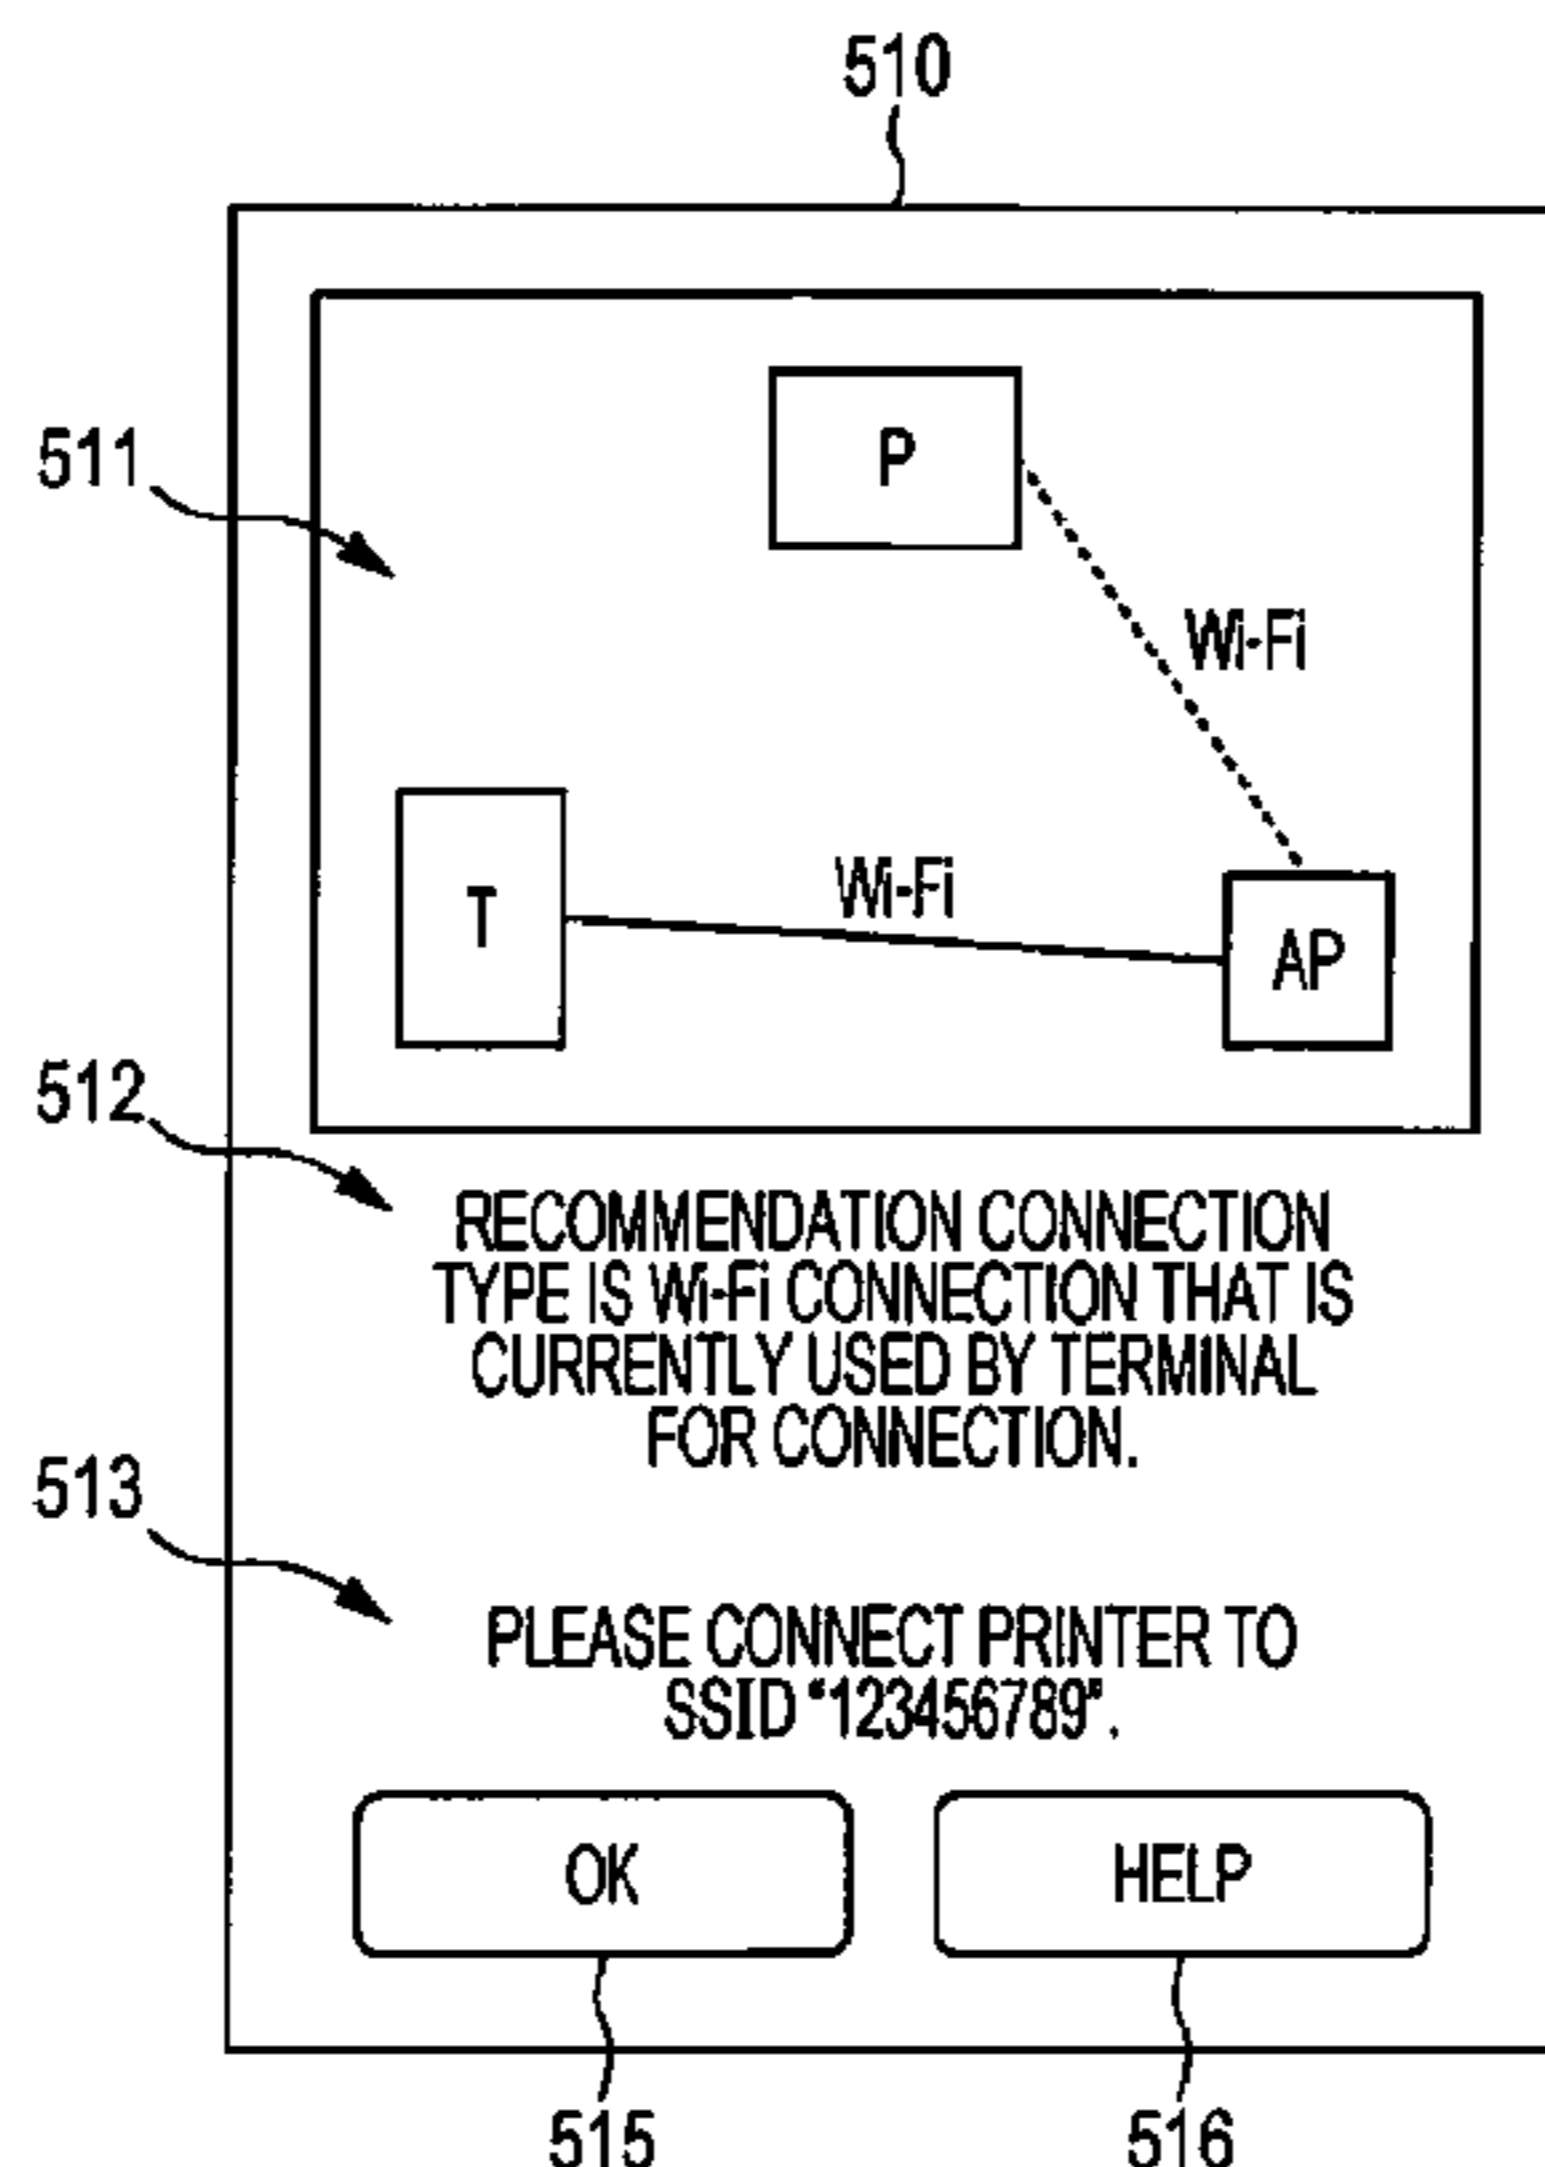 510
511
P
Wi-Fi
T
Wi-Fi
AP
512
RECOMMENDATION CONNECTION
TYPE IS Wi-Fi CONNECTION THAT IS
CURRENTLY USED BY TERMINAL
FOR CONNECTION.
513
PLEASE CONNECT PRINTER TO
SSID "123456789".
OK
HELP
515
516